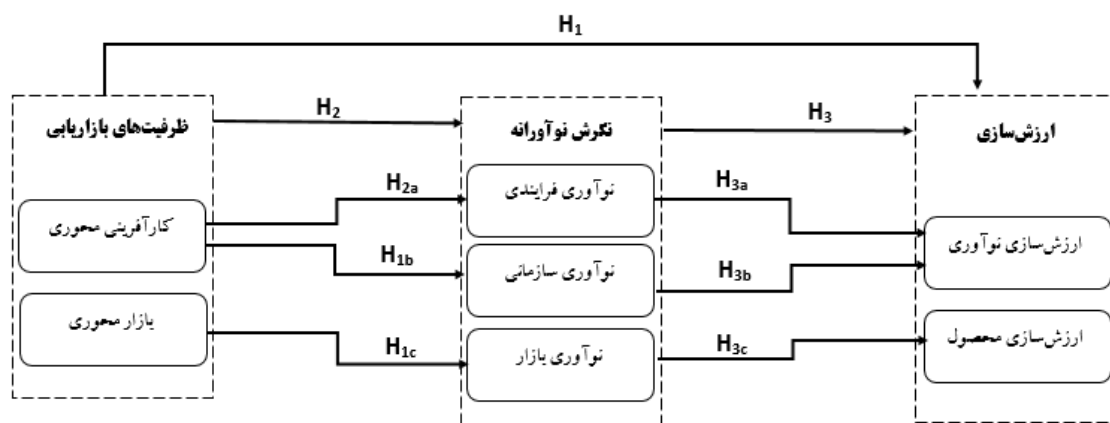 H1
ظرفیت‌های بازاریابی
H2
نگرش نوآورانه
H3
ارزش‌سازی
کارآفرینی محوری
H2a
نوآوری فرایندی
H3a
ارزش‌سازی نوآوری
H1b
نوآوری سازمانی
H3b
بازار محوری
H1c
نوآوری بازار
H3c
ارزش‌سازی محصول